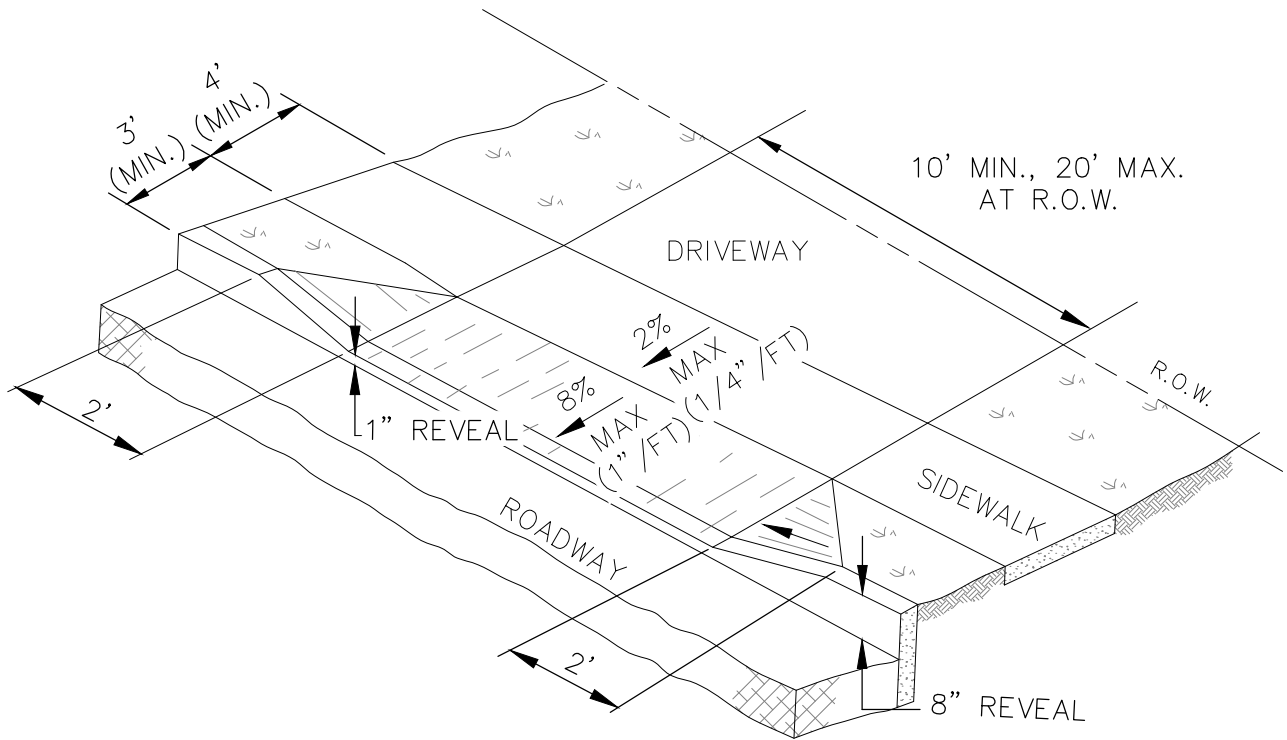 4'
(MIN.)
3'
(MIN.)
10' MIN., 20' MAX.
AT R.O.W.
DRIVEWAY
2%
MAX
(1/4"/FT)
8%
MAX
(1"/FT)
R.O.W.
2'
1" REVEAL
SIDEWALK
ROADWAY
2'
8" REVEAL